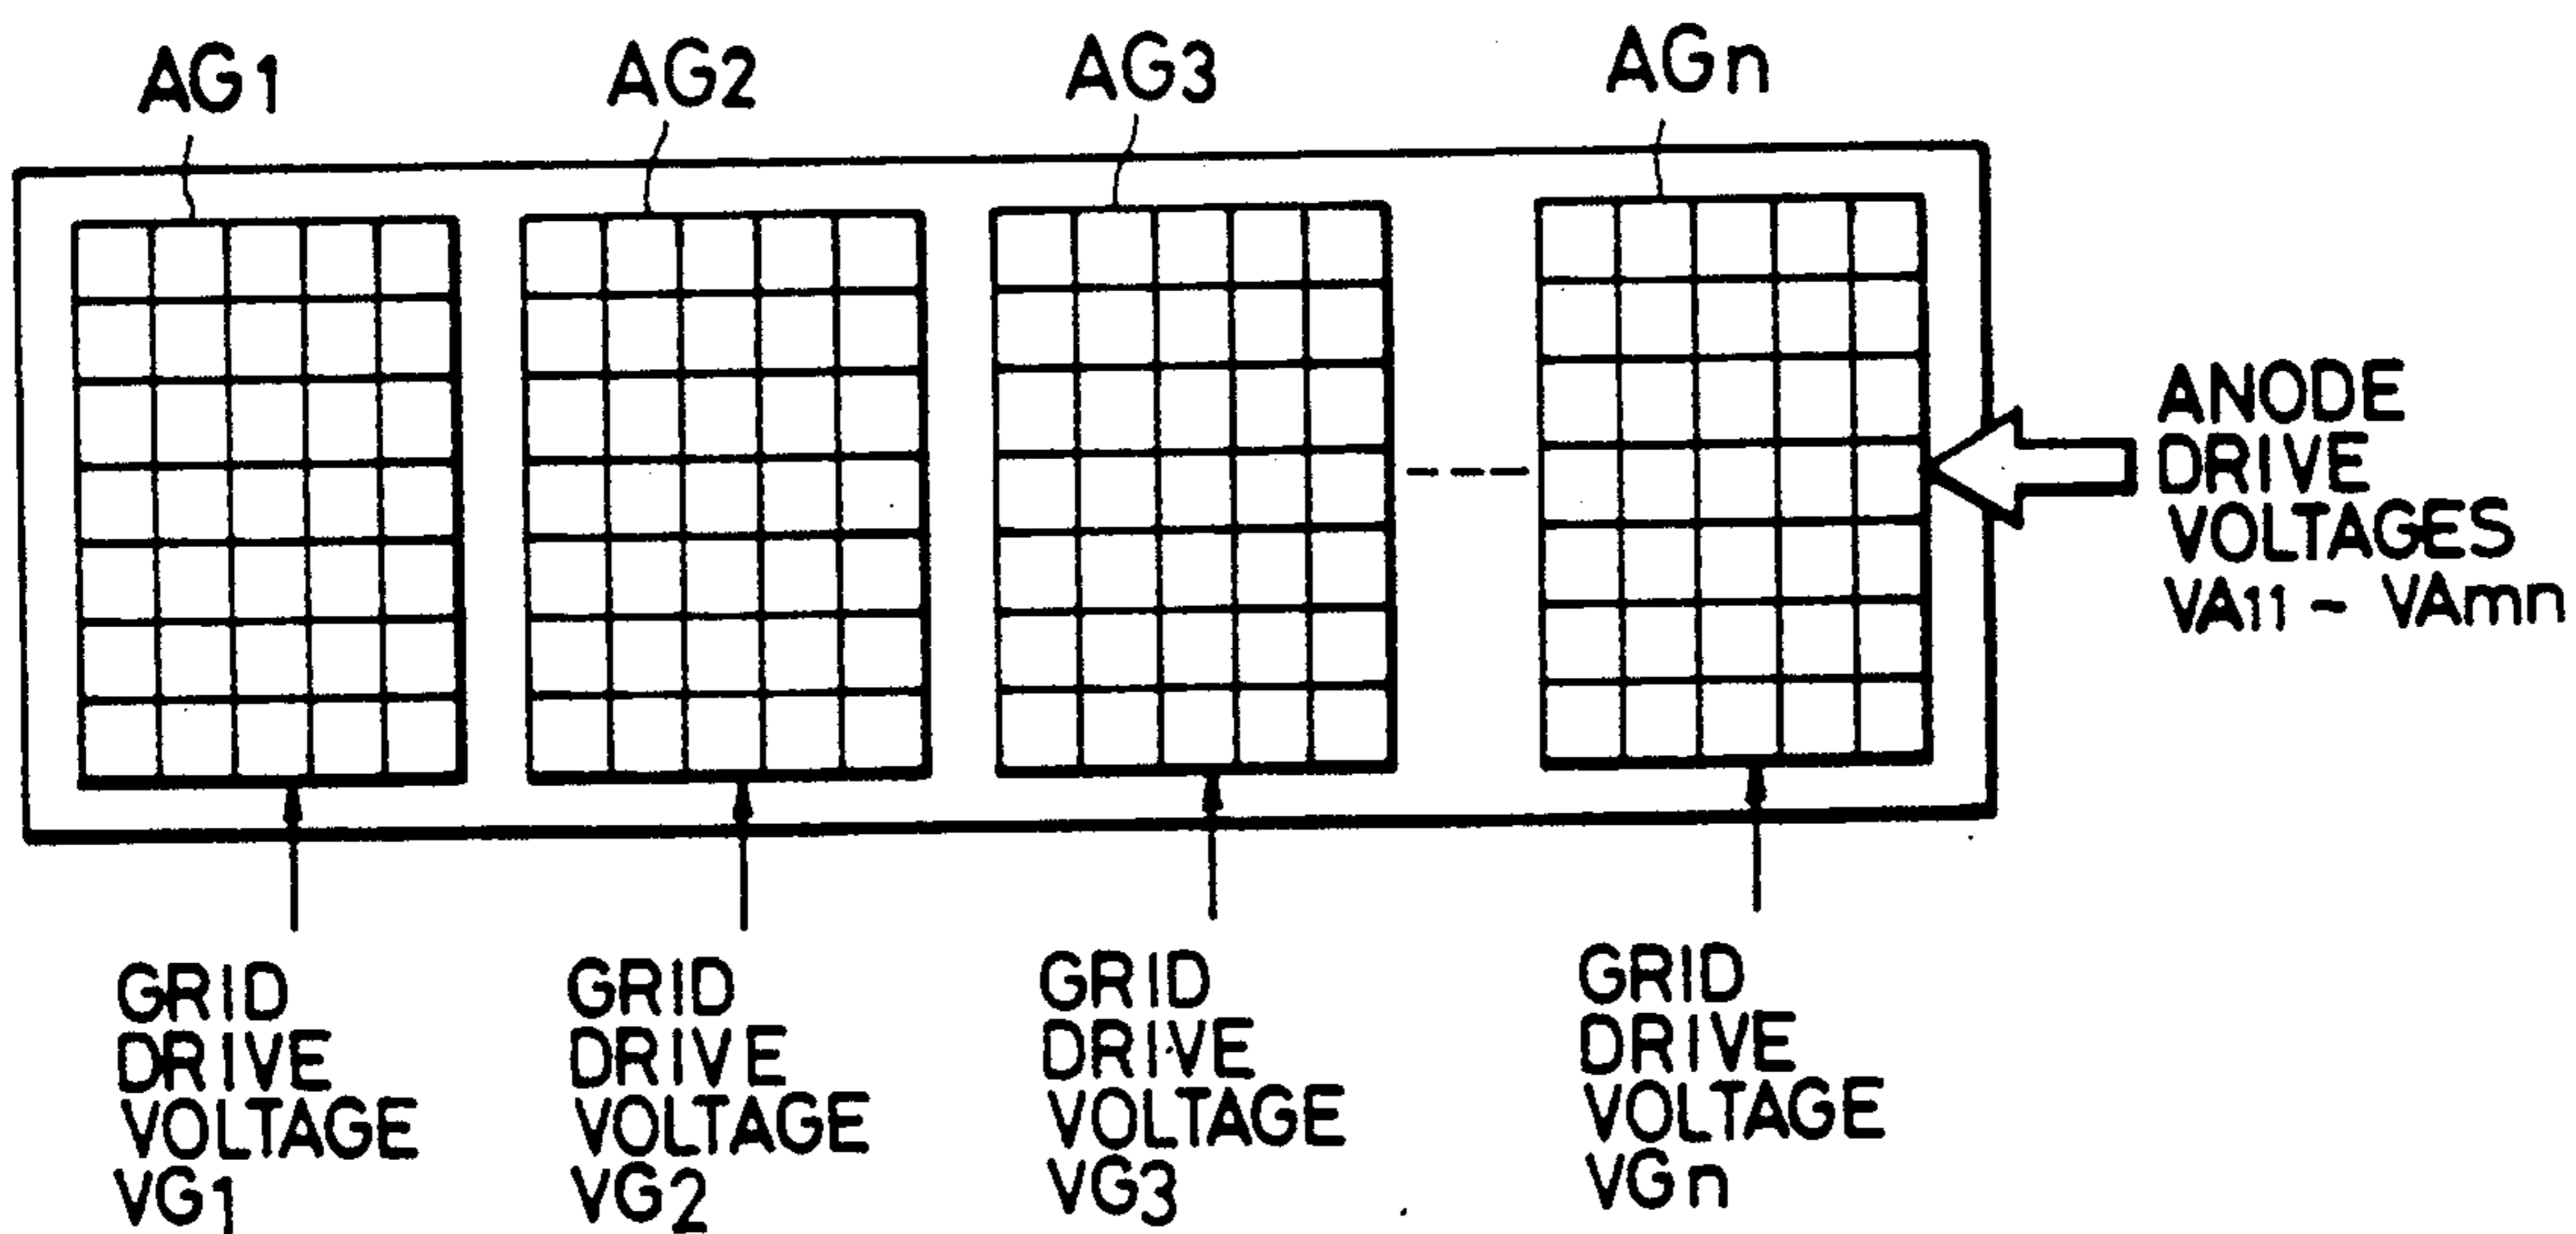 AG1
AG2
AG3
AGn
ANODE
DRIVE
VOLTAGES
VA11 - VAmn
GRID
DRIVE
VOLTAGE
VG1
GRID
DRIVE
VOLTAGE
VG2
GRID
DRIVE
VOLTAGE
VG3
GRID
DRIVE
VOLTAGE
VGn